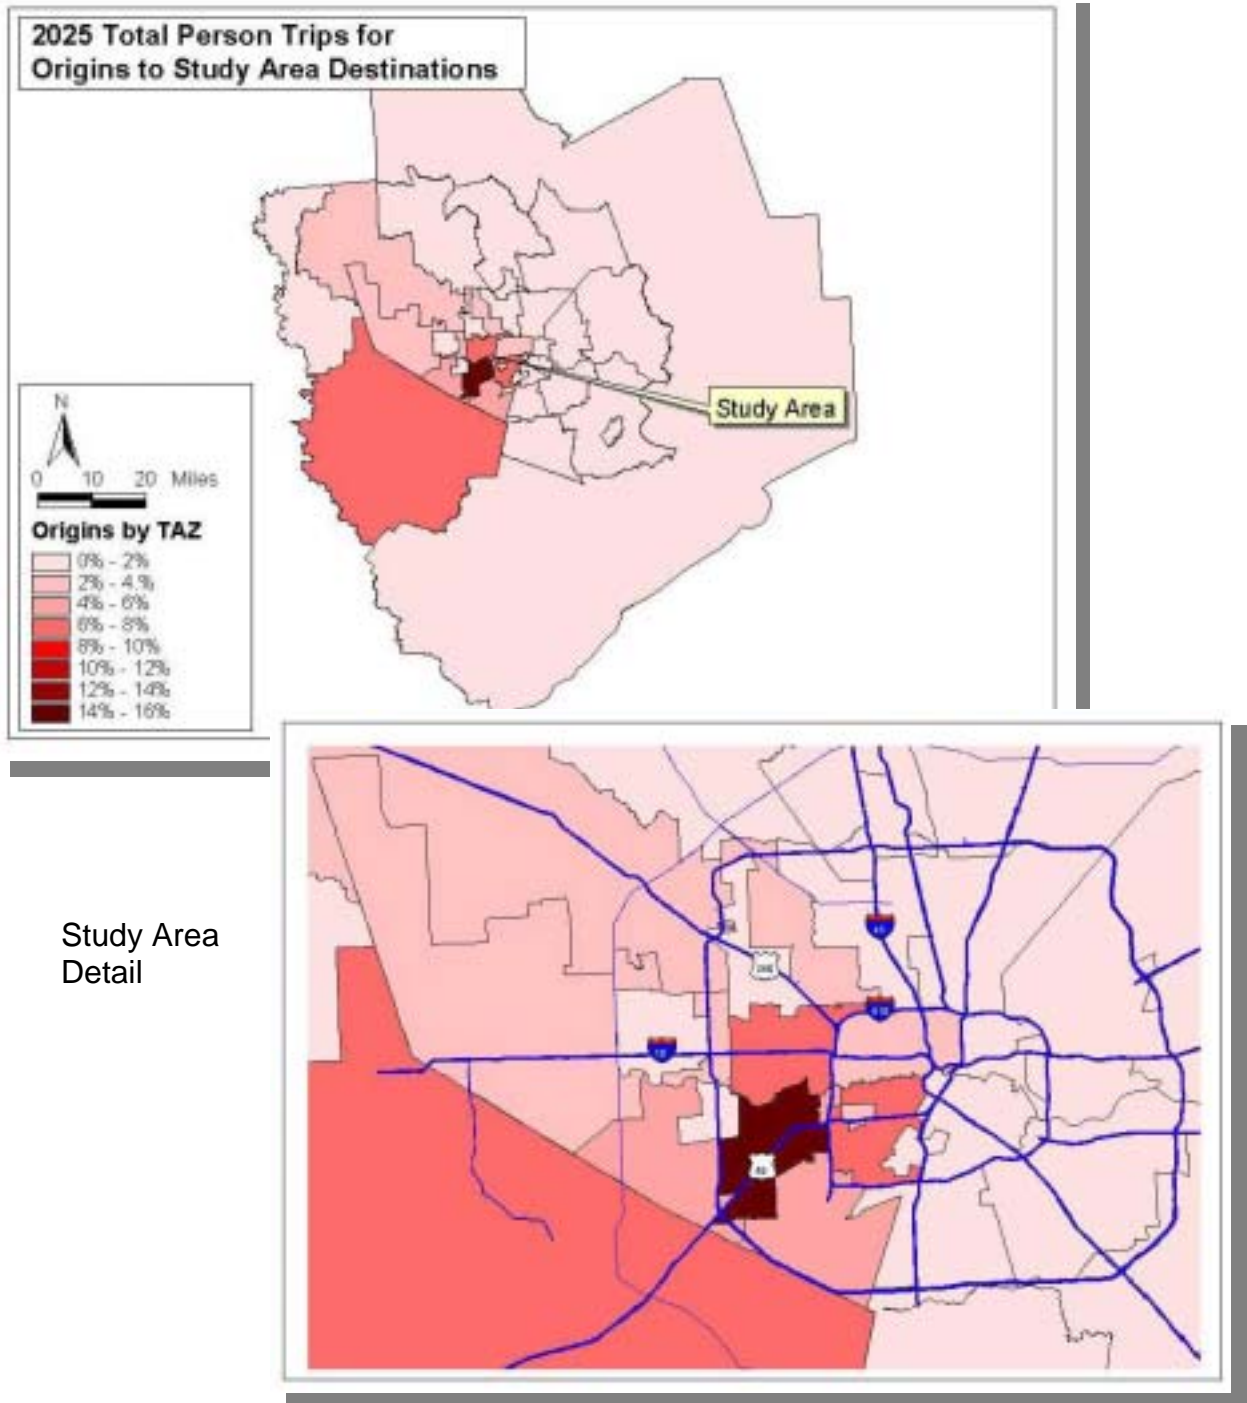 2025 Total Person Trips for
Origins to Study Area Destinations
Study Area
N
0 10 20 Miles
Origins by TAZ
0% - 2%
2% - 4.%
4% - 6%
6% - 8%
8% - 10%
10% - 12%
12% - 14%
14% - 16%
Study Area
Detail